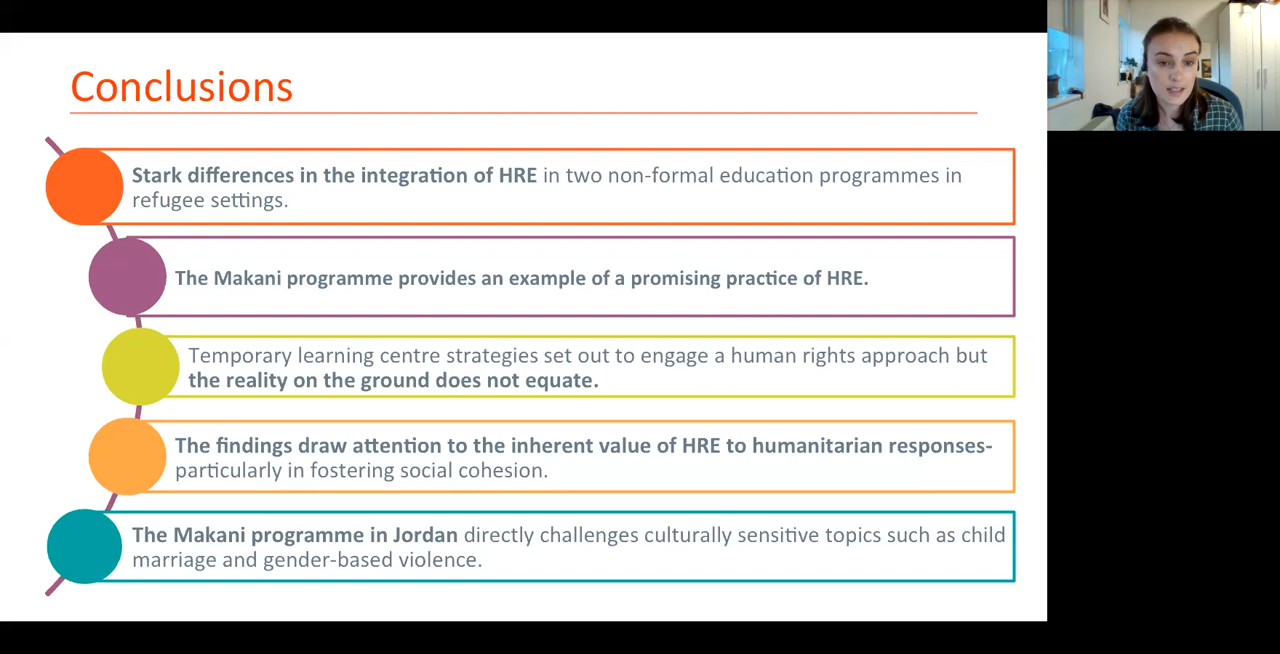 Conclusions
Stark differences in the integration of HRE in two non-formal education programmes in
refugee settings.
The Makani programme provides an example of a promising practice of HRE.
Temporary learning centre strategies set out to engage a human rights approach but
the reality on the ground does not equate.
The findings draw attention to the inherent value of HRE to humanitarian responses-
particularly in fostering social cohesion.
The Makani programme in Jordan directly challenges culturally sensitive topics such as child
marriage and gender-based violence.